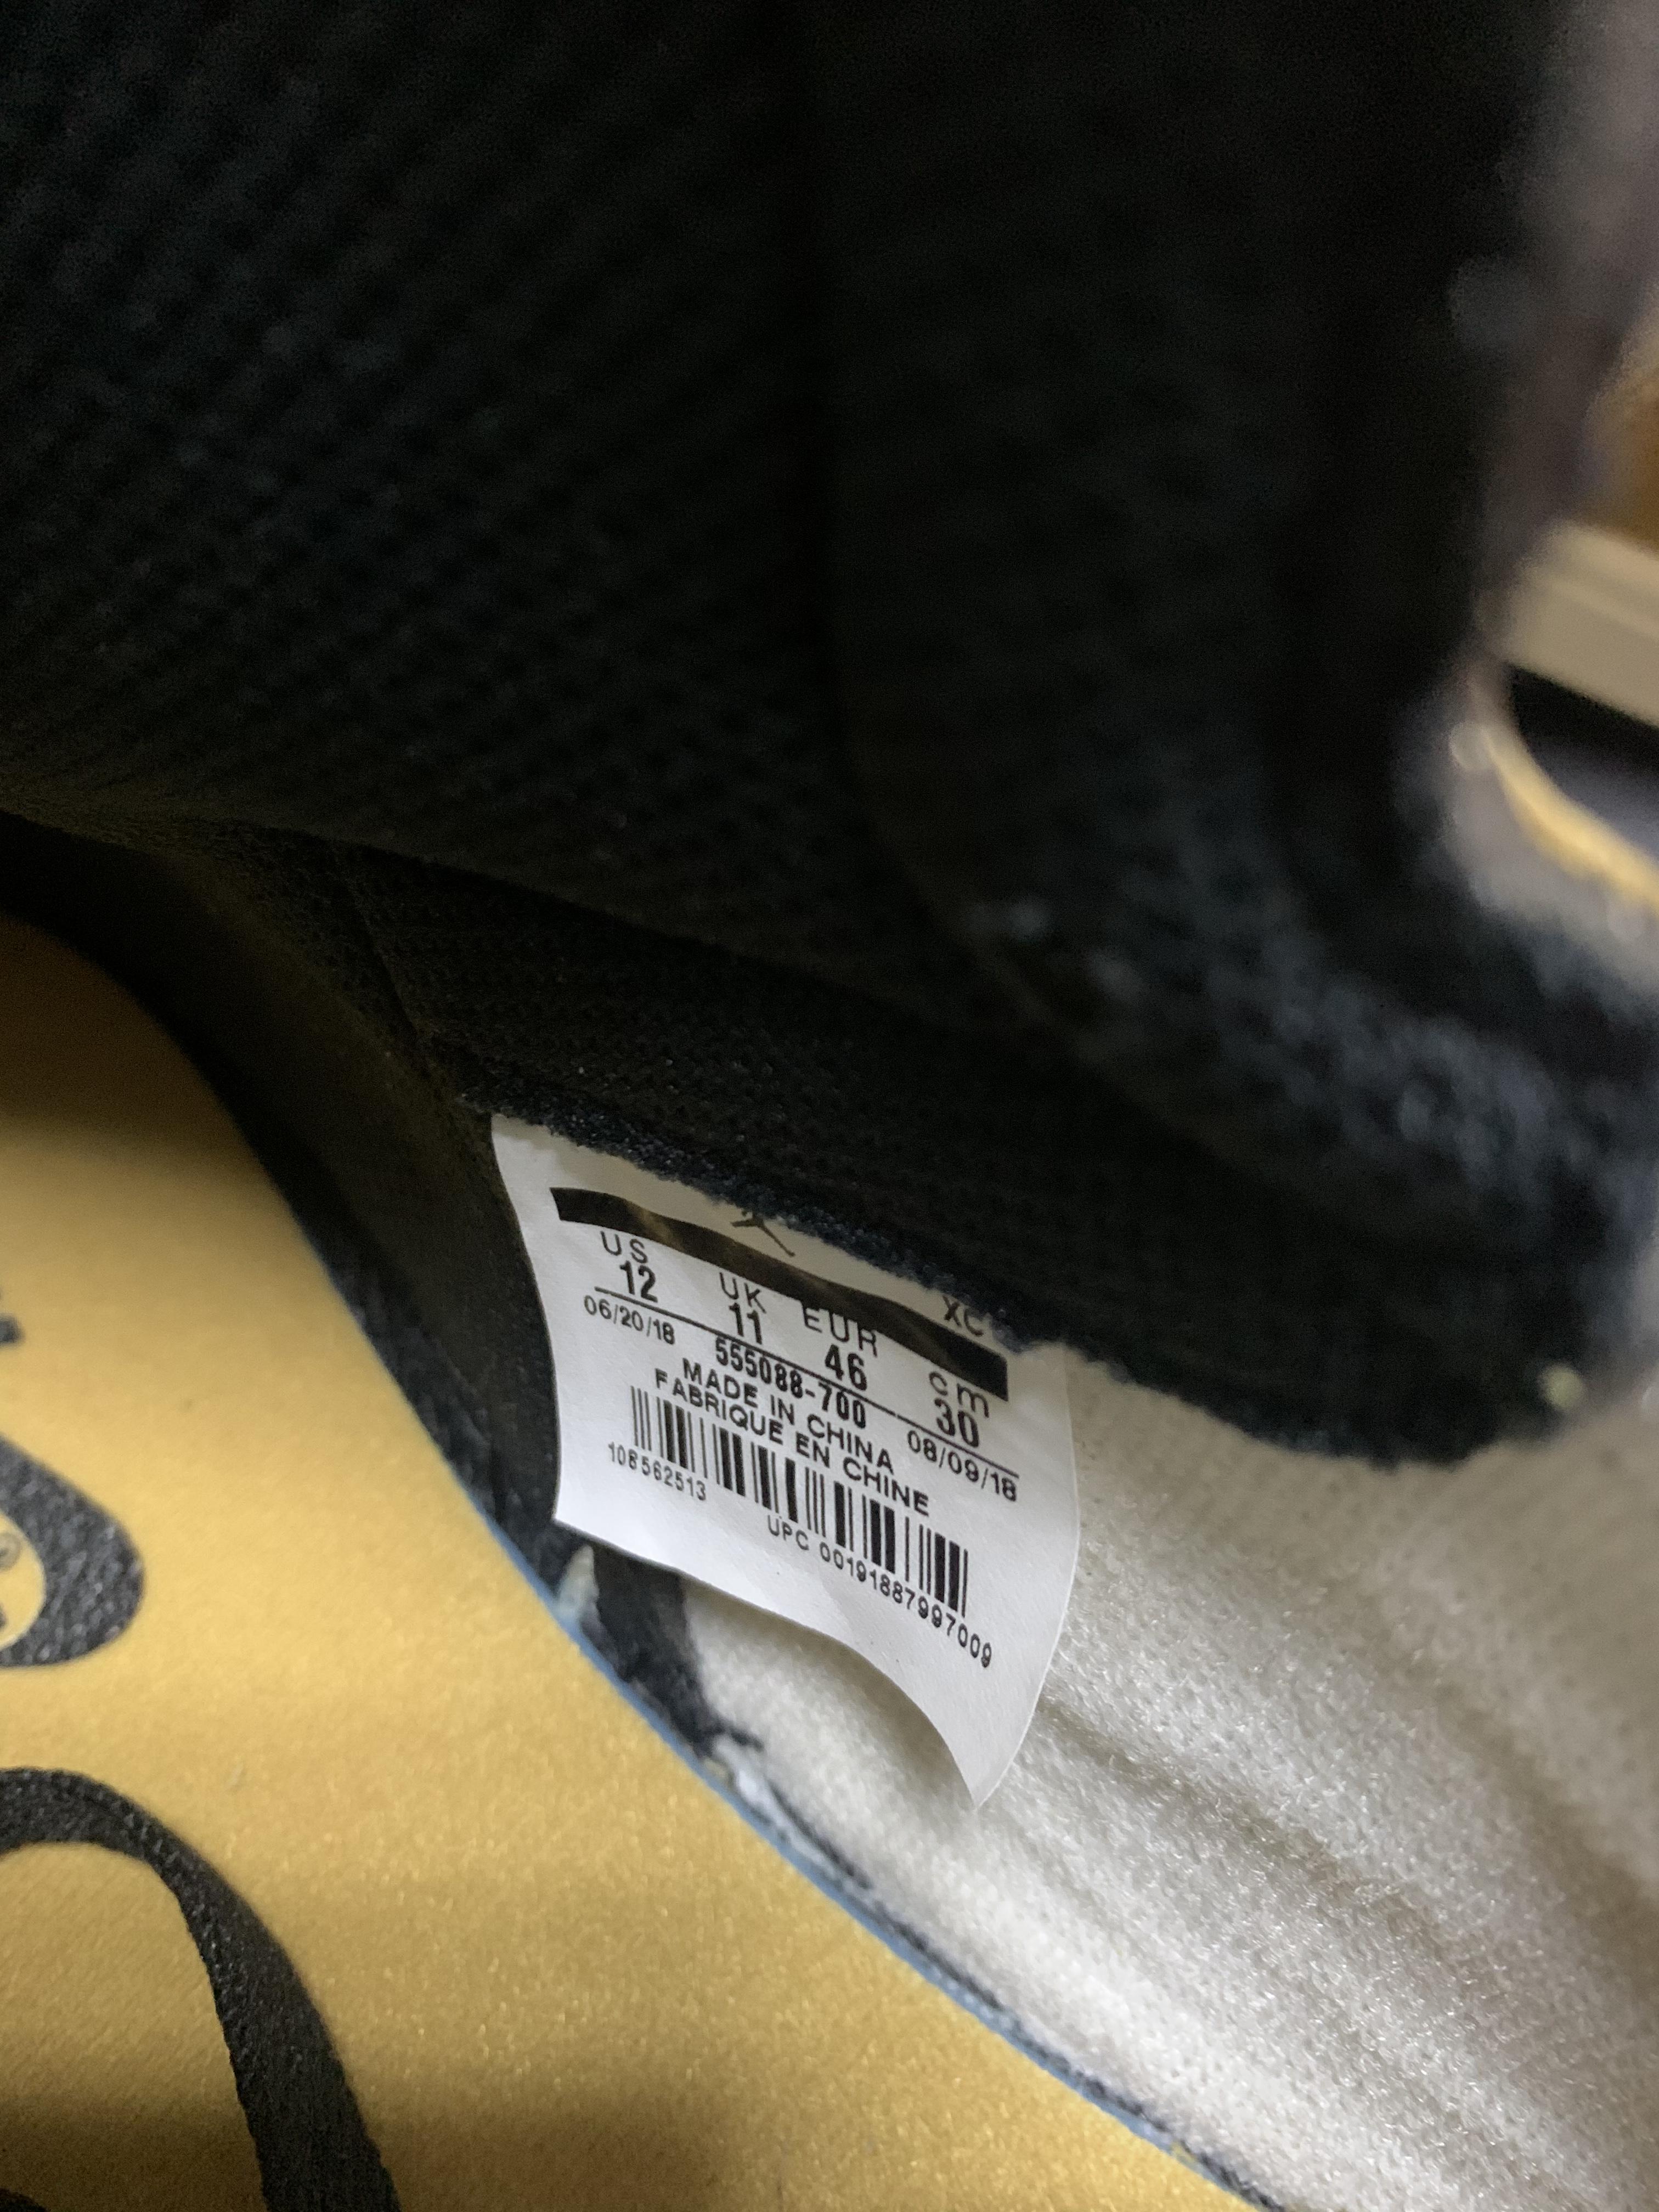 XC
US UK EUR cm
12 11 46 30
06/20/18 555088-700 08/09/18
MADE IN CHINA
FABRIQUE EN CHINE
108562513
UPC 00191887997009